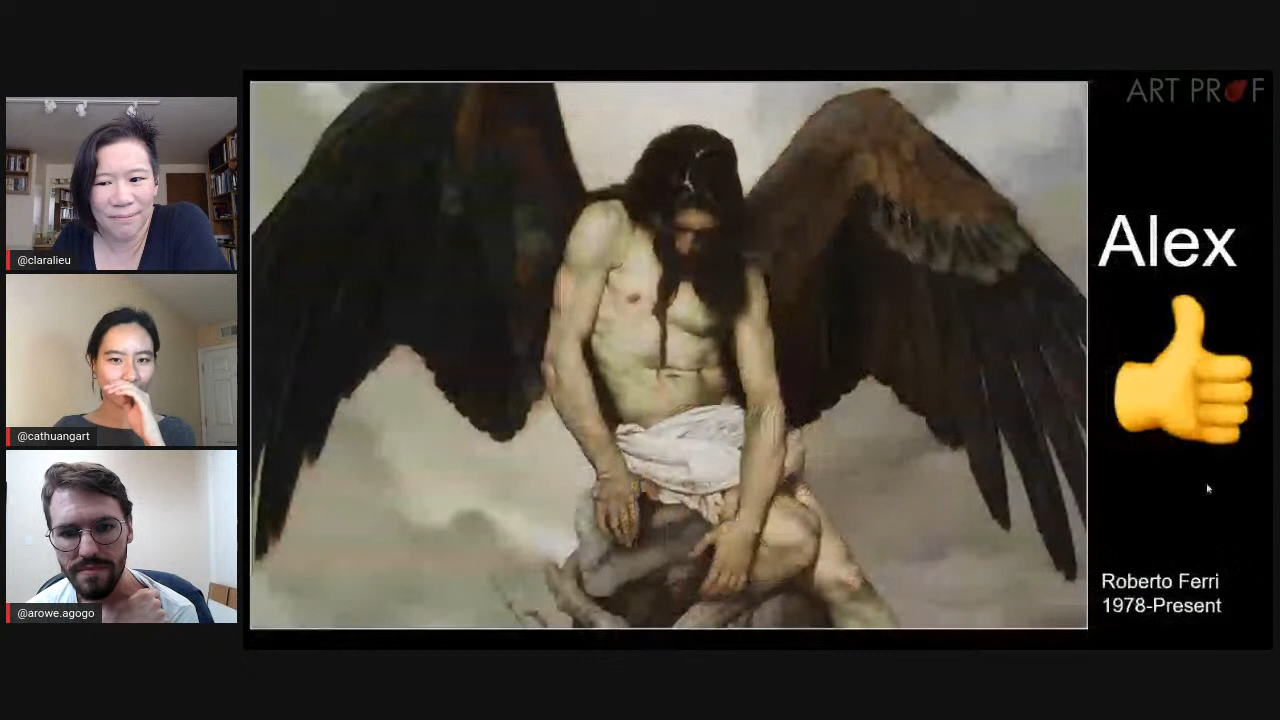 ART PROF
@claralieu
Alex
@cathuangart
@arowe.agogo
Roberto Ferri
1978-Present